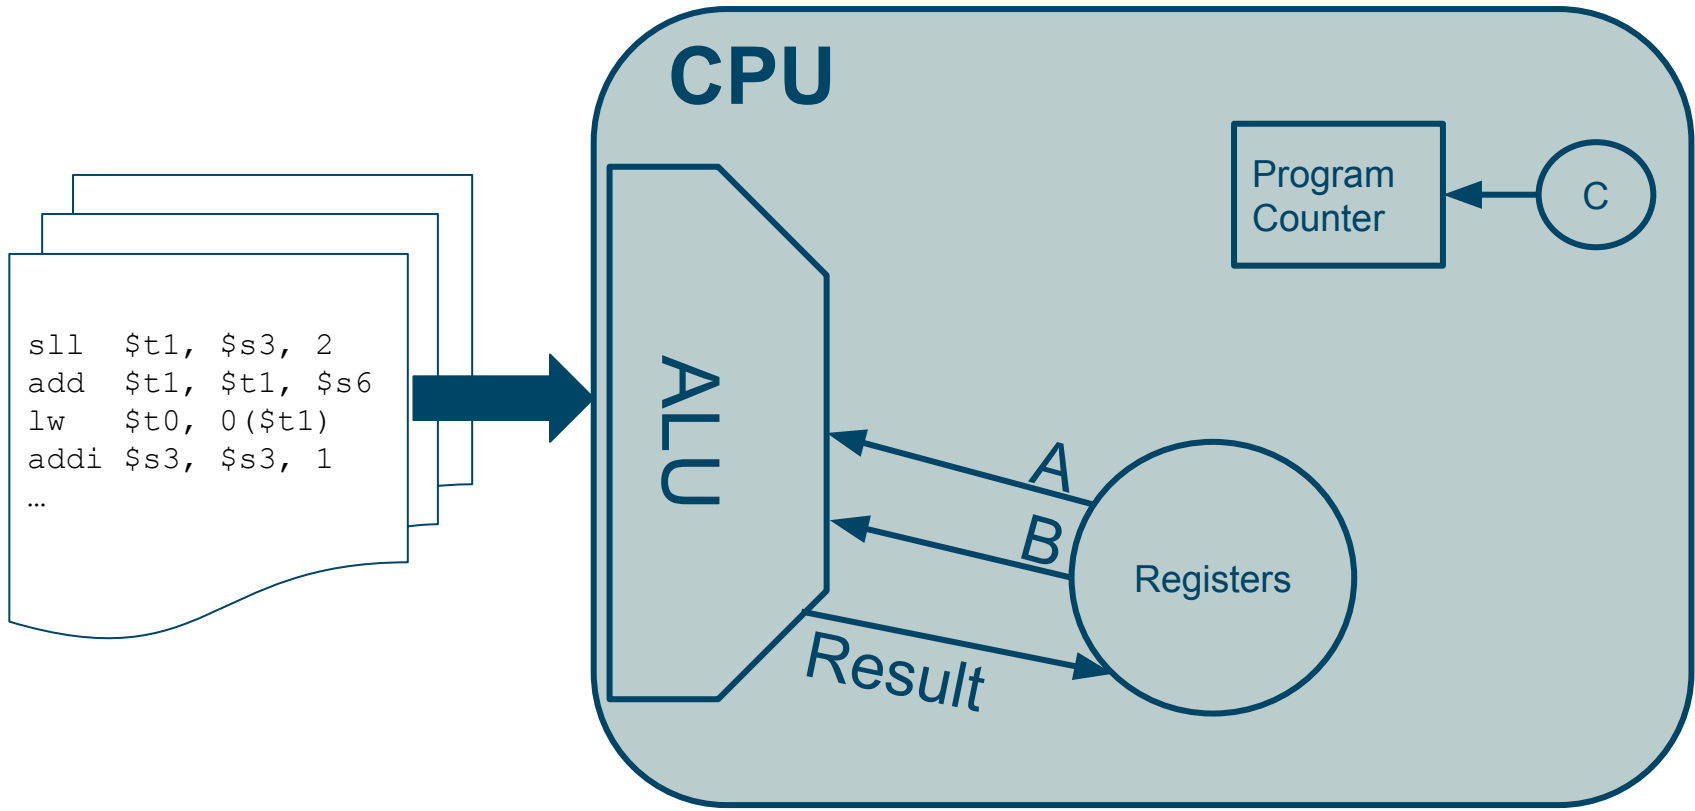 CPU
Program
Counter
C
sll  $t1, $s3, 2
add  $t1, $t1, $s6
lw   $t0, 0($t1)
addi $s3, $s3, 1
…
ALU
A
B
Registers
Result